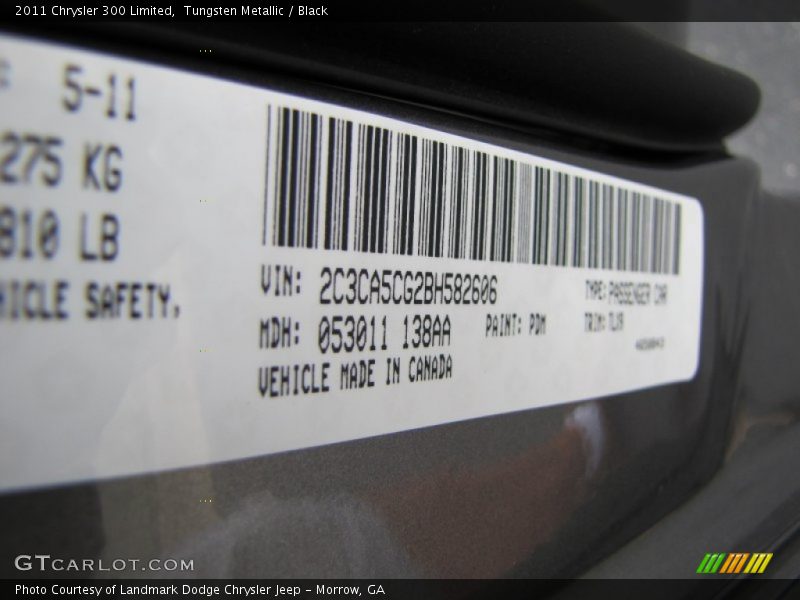 2011 Chrysler 300 Limited,  Tungsten Metallic / Black
5-11
275 KG
810 LB
HICLE SAFETY,
VIN: 2C3CA5CG2BH582606
TYPE: PASSENGER CAR
MDH: 053011 138AA
PAINT: PDM
TRIM: TLX9
VEHICLE MADE IN CANADA
GTCARLOT.COM
Photo Courtesy of Landmark Dodge Chrysler Jeep – Morrow, GA